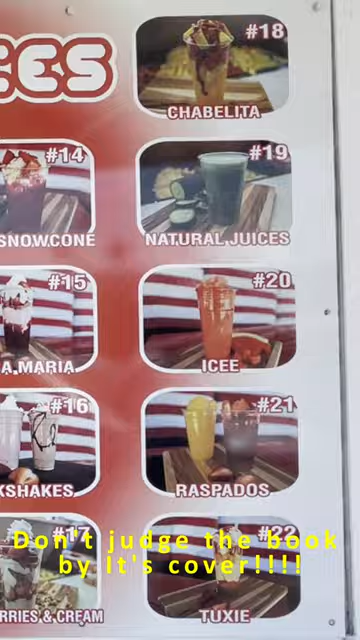 CES
#18
CHABELITA
#14
SNOWCONE
#19
NATURAL JUICES
#15
A MARIA
#20
ICEE
#16
KSHAKES
#21
RASPADOS
#17
RRIES & CREAM
#22
TUXIE
Don't judge the book
by It's cover!!!!